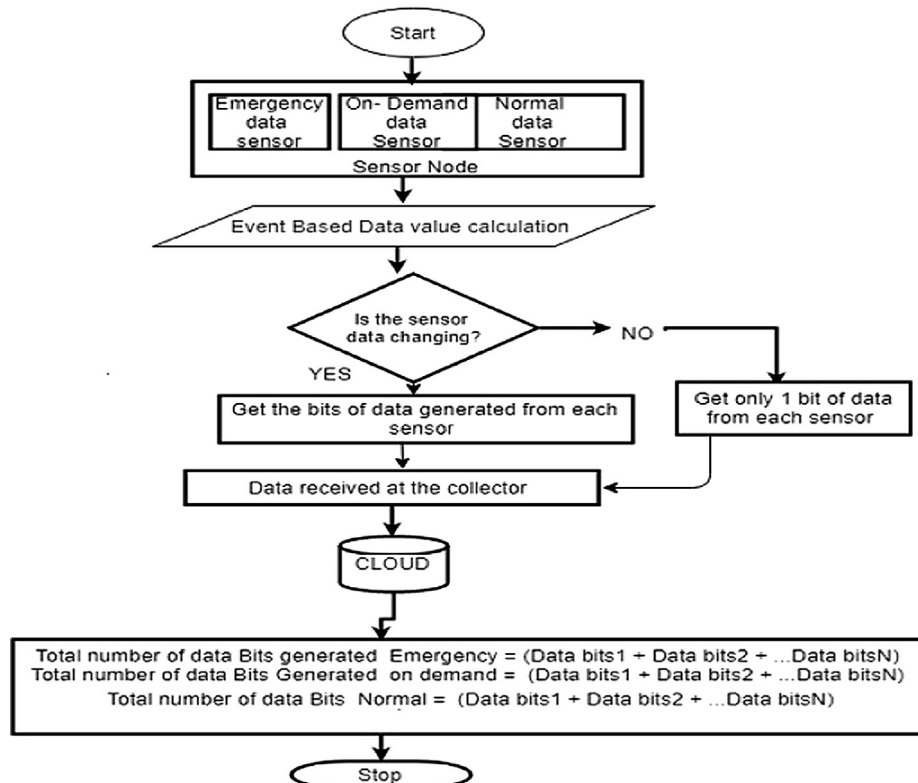 Start
Emergency
data
sensor
On- Demand
data
Sensor
Normal
data
Sensor
Sensor Node
Event Based Data value calculation
Is the sensor
data changing?
NO
YES
Get the bits of data generated from each
sensor
Get only 1 bit of data
from each sensor
Data received at the collector
CLOUD
Total number of data Bits generated Emergency = (Data bits1 + Data bits2 + ...Data bitsN)
Total number of data Bits Generated on demand = (Data bits1 + Data bits2 + ...Data bitsN)
Total number of data Bits Normal = (Data bits1 + Data bits2 + ...Data bitsN)
Stop